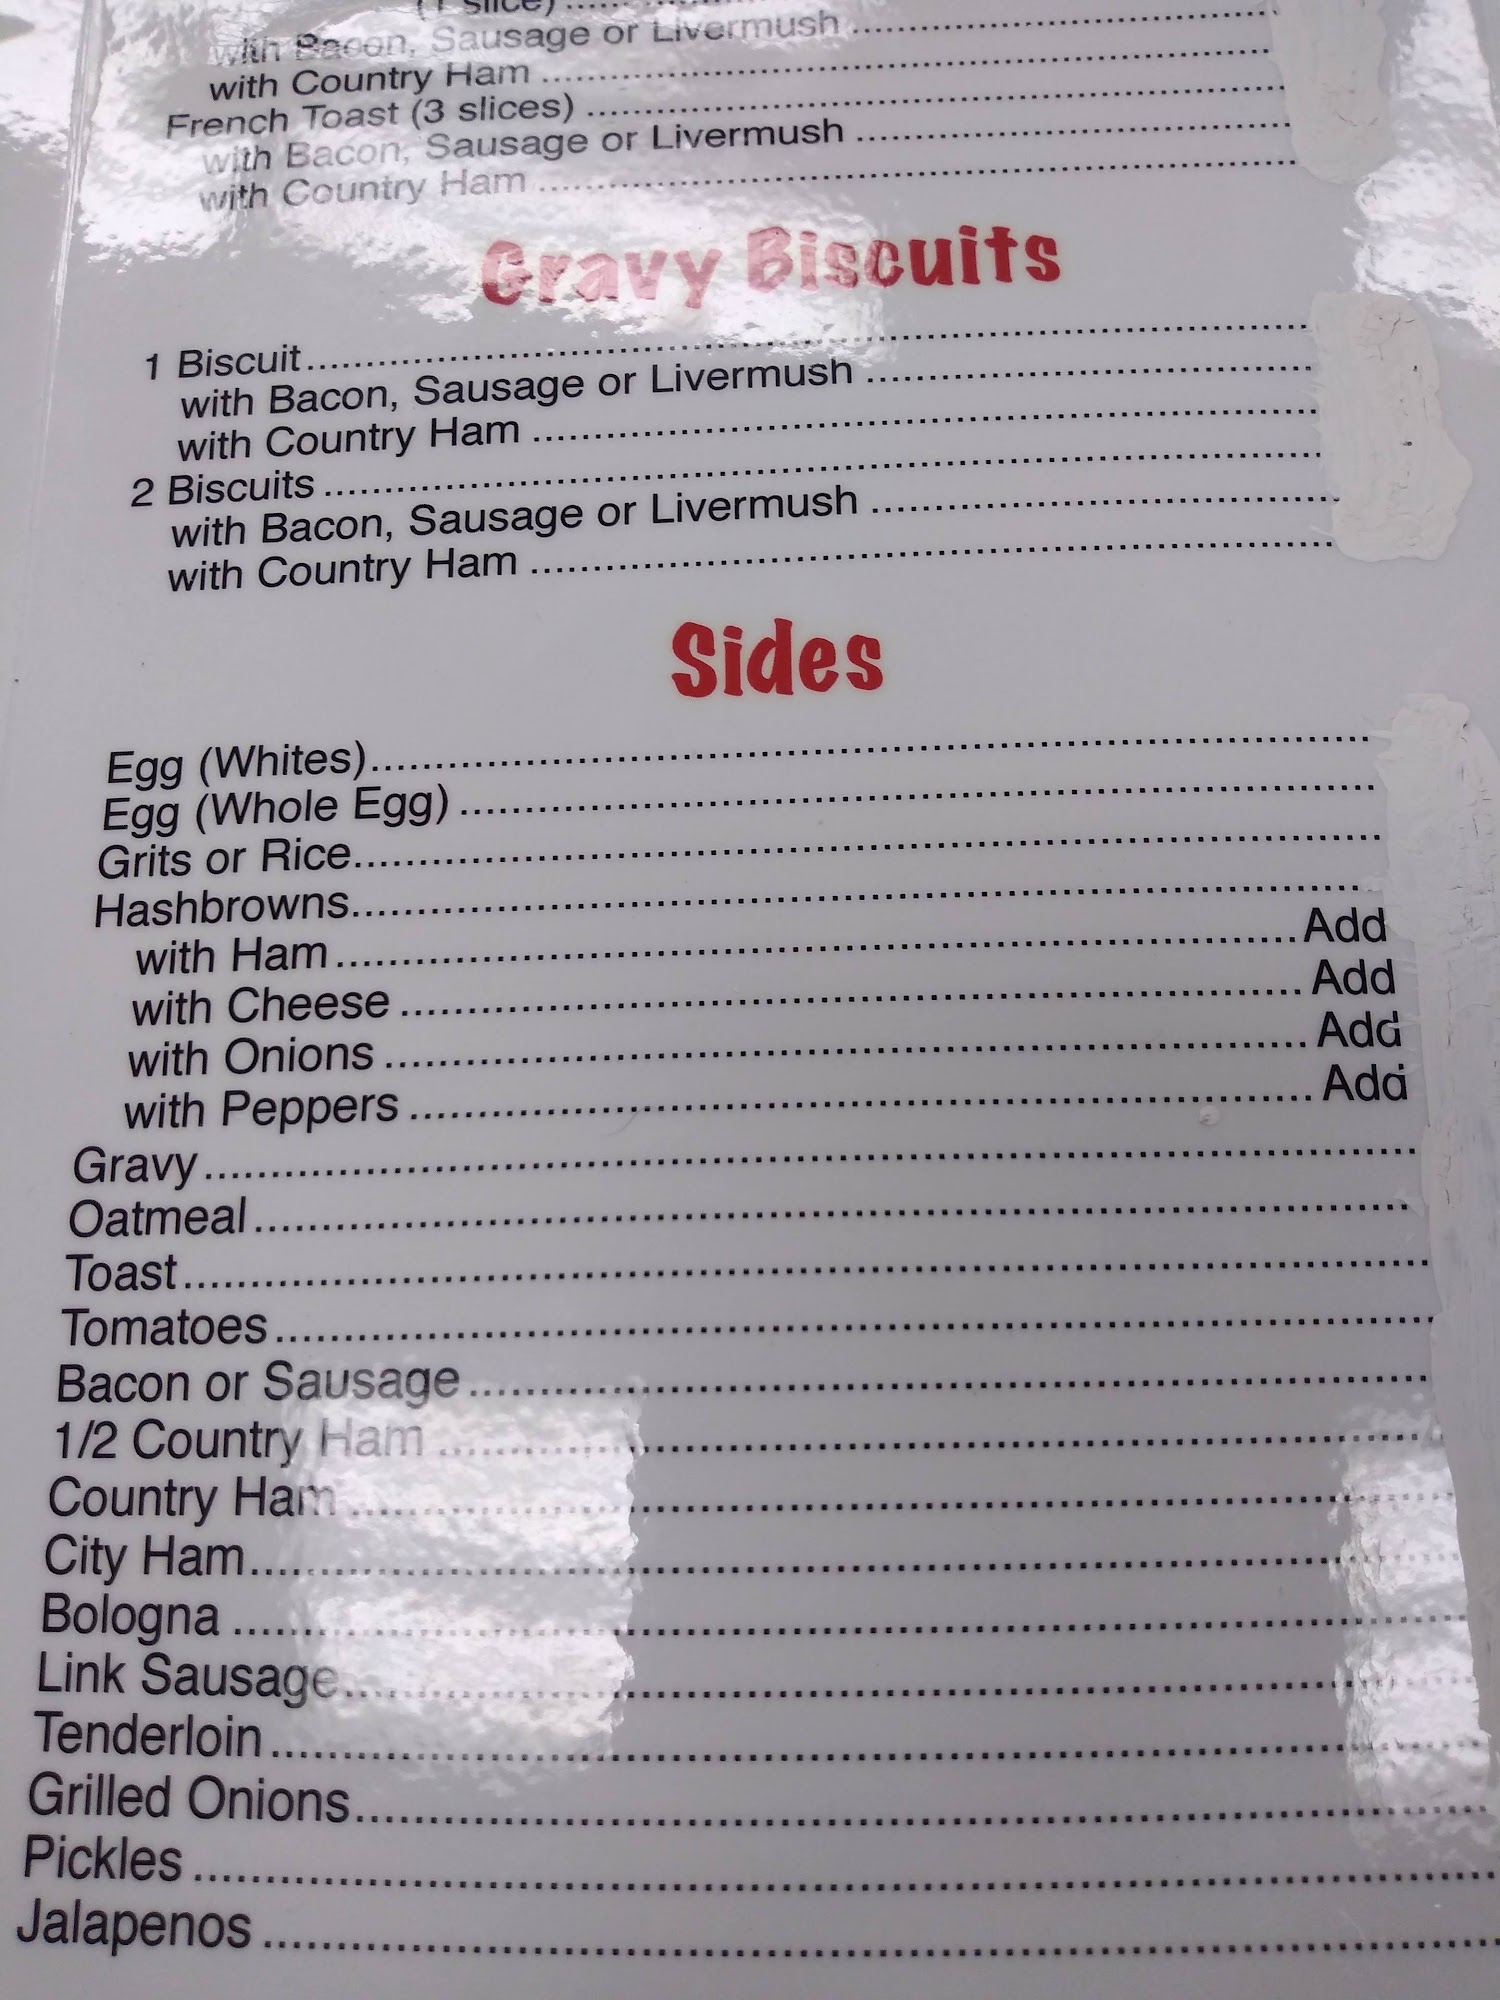 (1 slice)
with Bacon, Sausage or Livermush
with Country Ham
French Toast (3 slices)
with Bacon, Sausage or Livermush
with Country Ham
Gravy Biscuits
1 Biscuit
with Bacon, Sausage or Livermush
with Country Ham
2 Biscuits
with Bacon, Sausage or Livermush
with Country Ham
Sides
Egg (Whites)
Egg (Whole Egg)
Grits or Rice
Hashbrowns
with Ham Add
with Cheese Add
with Onions Add
with Peppers Add
Gravy
Oatmeal
Toast
Tomatoes
Bacon or Sausage
1/2 Country Ham
Country Ham
City Ham
Bologna
Link Sausage
Tenderloin
Grilled Onions
Pickles
Jalapenos